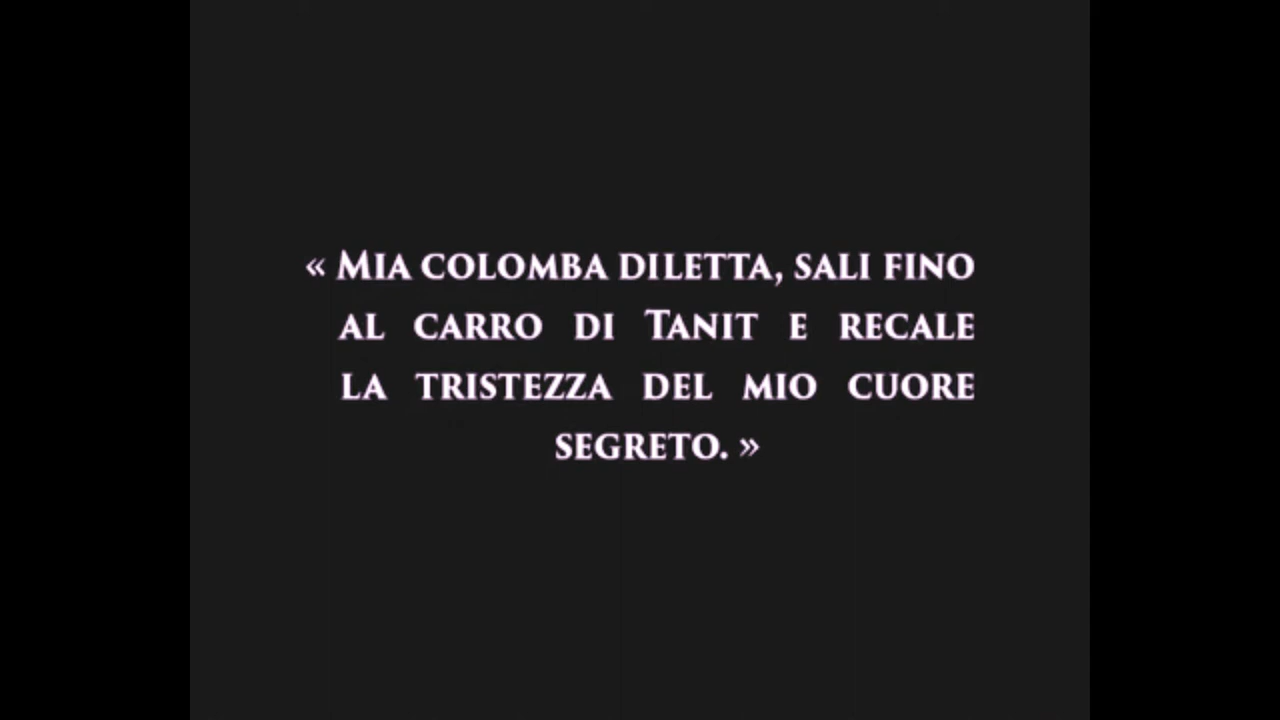 « Mia colomba diletta, sali fino
al carro di Tanit e recale
la tristezza del mio cuore
segreto. »